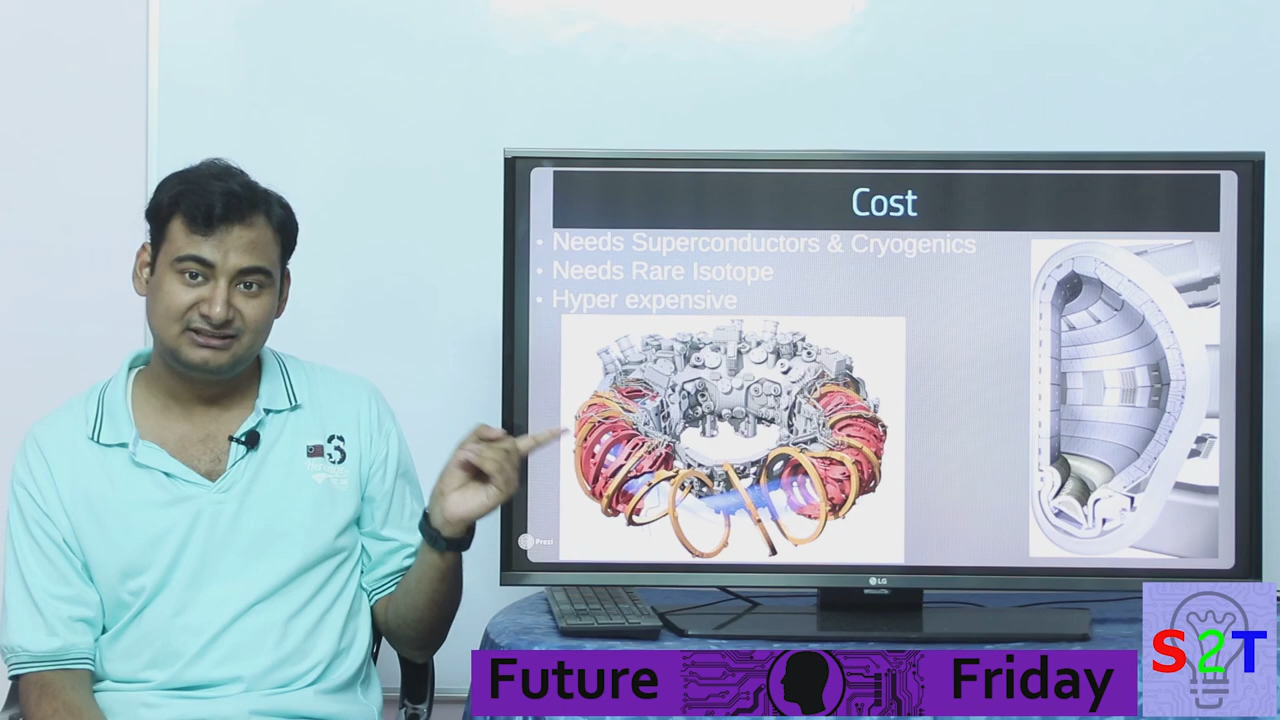 Cost
• Needs Superconductors & Cryogenics
• Needs Rare Isotope
• Hyper expensive
Prezi
LG
Future Friday
S2T